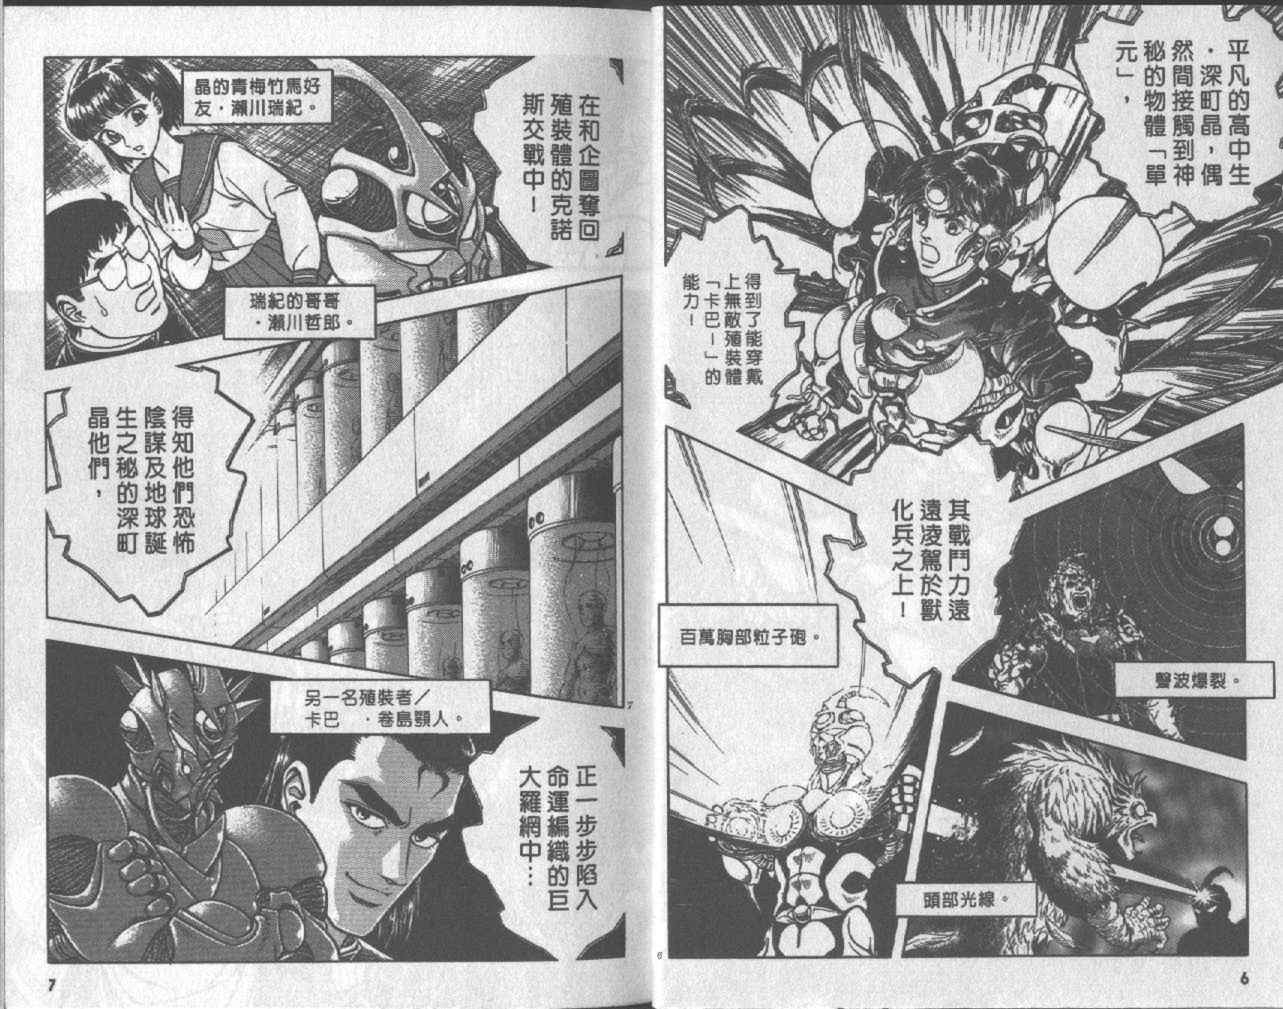 平凡的高中生
．深町晶，偶
然間接觸到神
秘的物體「單
元」，
得到了能穿戴
上無敵殖裝體
「卡巴ー」的
能力！
其戰鬥力遠
遠凌駕於獸
化兵之上！
聲波爆裂。
百萬胸部粒子砲。
頭部光線。
6
6
在和企圖奪回
殖裝體的克諾
斯交戰中！
晶的青梅竹馬好
友．瀨川瑞紀。
瑞紀的哥哥
．瀨川哲郎。
得知他們恐怖
陰謀及地球誕
生之秘的深町
晶他們，
7
另一名殖裝者／
卡巴　．卷島顎人。
正一步步陷入
命運編織的巨
大羅網中…
7